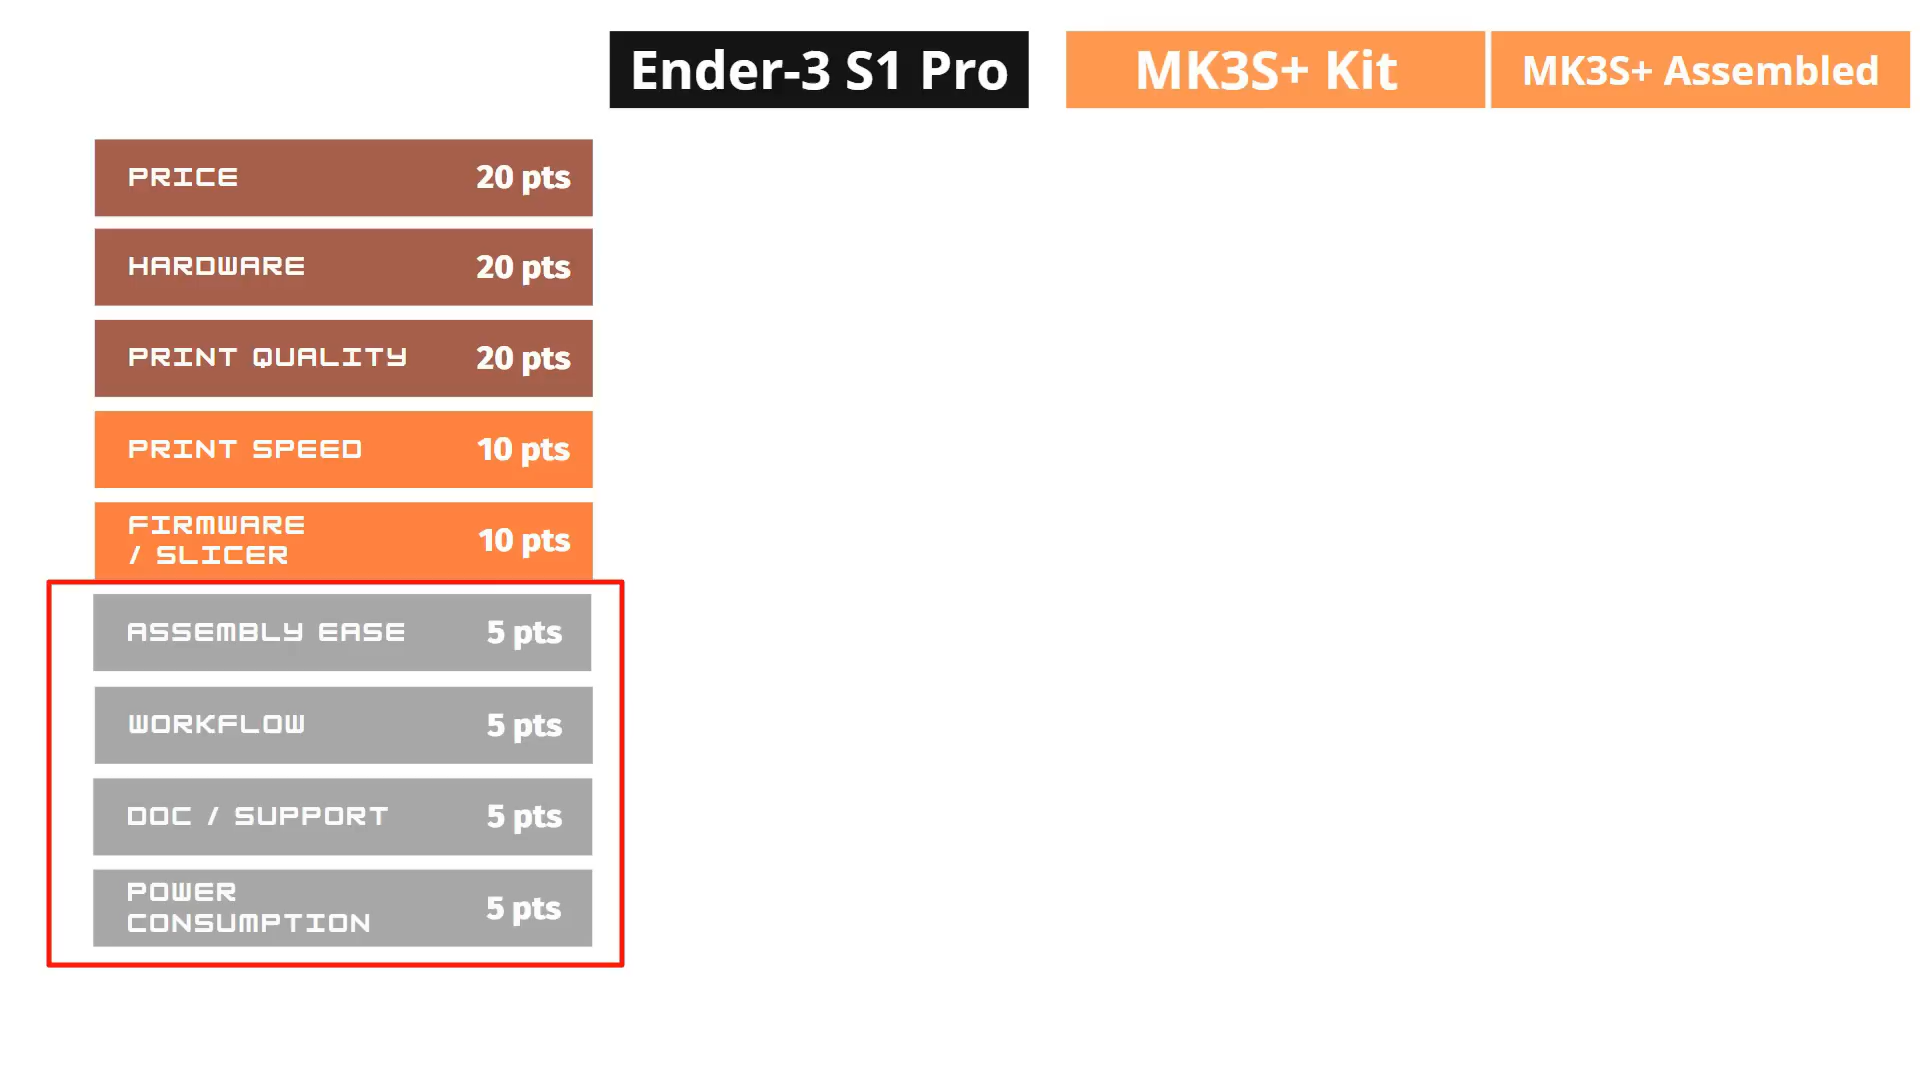 Ender-3 S1 Pro
MK3S+ Kit
MK3S+ Assembled
PRICE 20 pts
HARDWARE 20 pts
PRINT QUALITY 20 pts
PRINT SPEED 10 pts
FIRMWARE
/ SLICER 10 pts
ASSEMBLY EASE 5 pts
WORKFLOW 5 pts
DOC / SUPPORT 5 pts
POWER
CONSUMPTION 5 pts